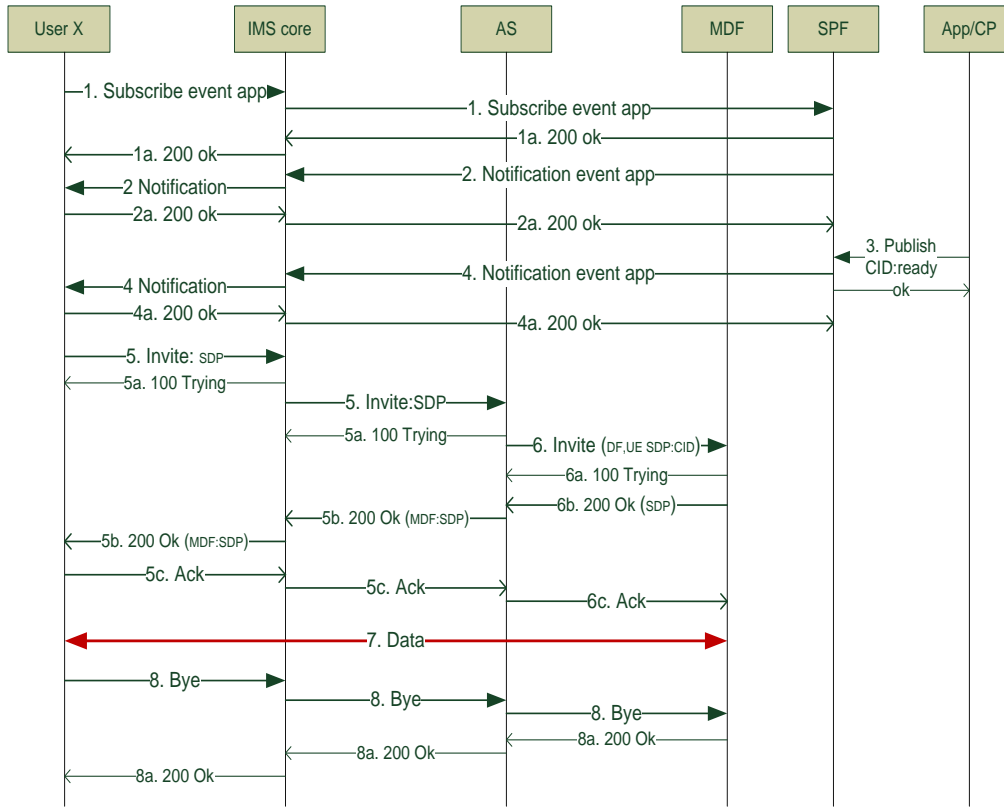 User X
IMS core
AS
MDF
SPF
App/CP
1. Subscribe event app
1. Subscribe event app
1a. 200 ok
1a. 200 ok
2. Notification event app
2 Notification
2a. 200 ok
2a. 200 ok
3. Publish
CID:ready
4. Notification event app
4 Notification
ok
4a. 200 ok
4a. 200 ok
5. Invite: SDP
5a. 100 Trying
5. Invite:SDP
5a. 100 Trying
6. Invite (DF,UE SDP:CID)
6a. 100 Trying
6b. 200 Ok (SDP)
5b. 200 Ok (MDF:SDP)
5b. 200 Ok (MDF:SDP)
5c. Ack
5c. Ack
6c. Ack
7. Data
8. Bye
8. Bye
8. Bye
8a. 200 Ok
8a. 200 Ok
8a. 200 Ok